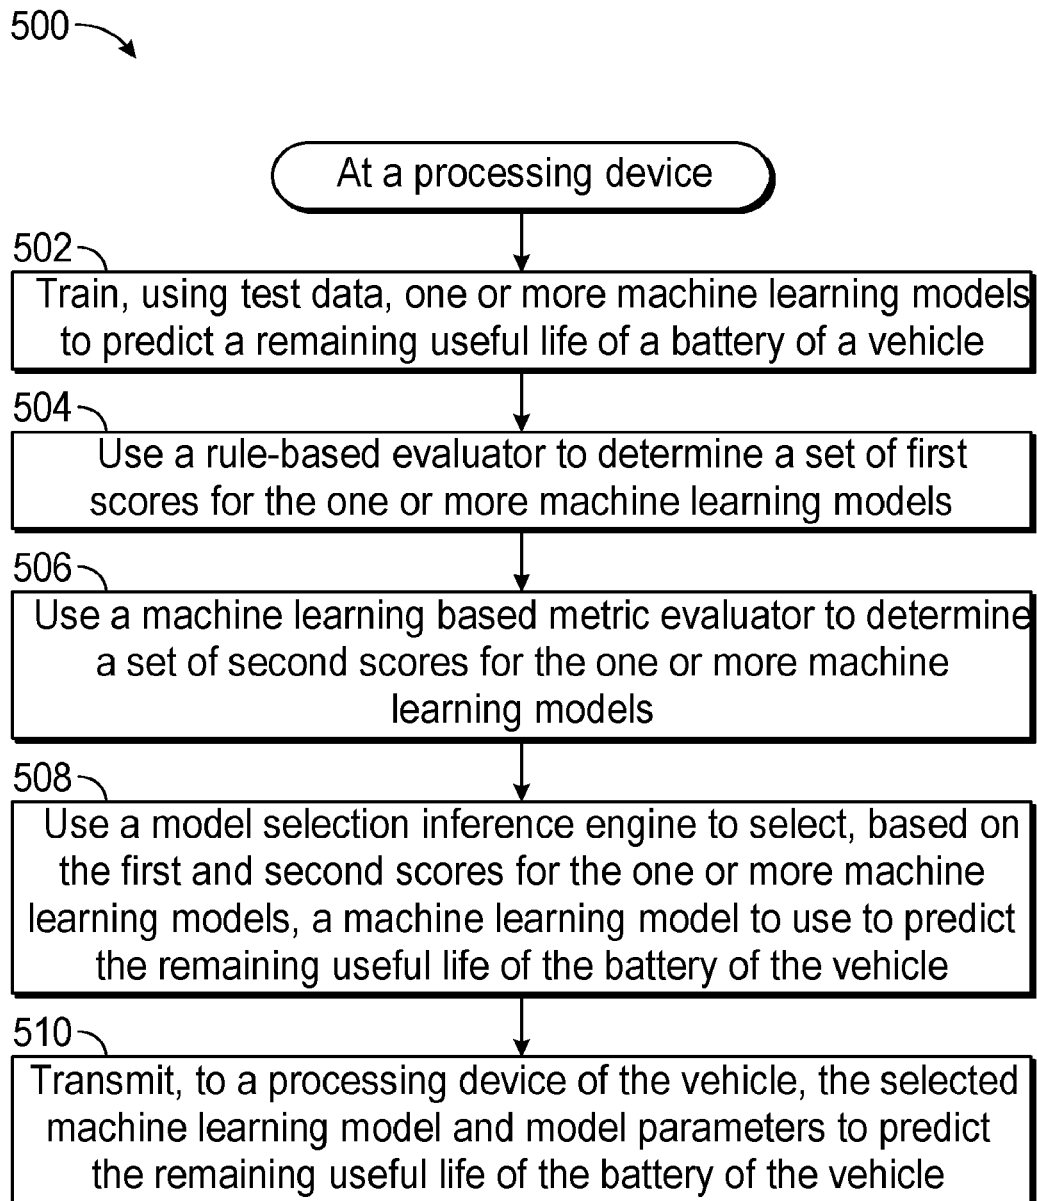 500
At a processing device
502
Train, using test data, one or more machine learning models
to predict a remaining useful life of a battery of a vehicle
504
Use a rule-based evaluator to determine a set of first
scores for the one or more machine learning models
506
Use a machine learning based metric evaluator to determine
a set of second scores for the one or more machine
learning models
508
Use a model selection inference engine to select, based on
the first and second scores for the one or more machine
learning models, a machine learning model to use to predict
the remaining useful life of the battery of the vehicle
510
Transmit, to a processing device of the vehicle, the selected
machine learning model and model parameters to predict
the remaining useful life of the battery of the vehicle